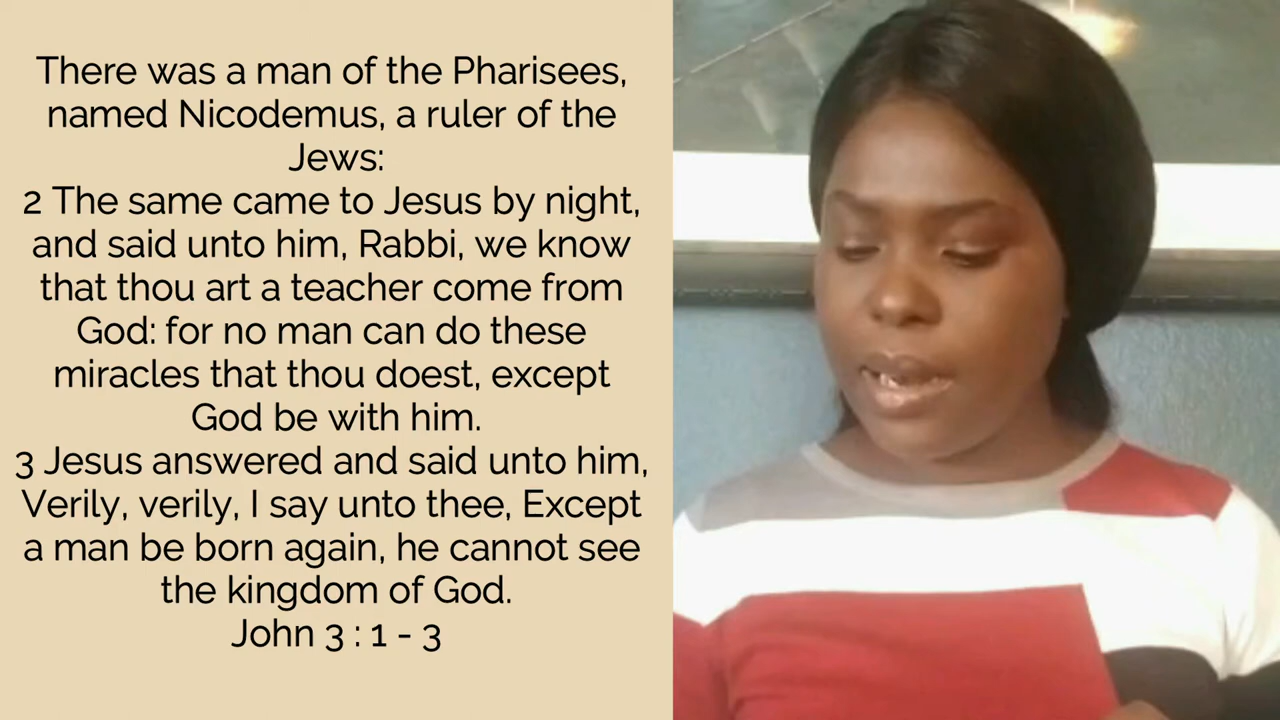 There was a man of the Pharisees,
named Nicodemus, a ruler of the
Jews:
2 The same came to Jesus by night,
and said unto him, Rabbi, we know
that thou art a teacher come from
God: for no man can do these
miracles that thou doest, except
God be with him.
3 Jesus answered and said unto him,
Verily, verily, I say unto thee, Except
a man be born again, he cannot see
the kingdom of God.
John 3 : 1 - 3